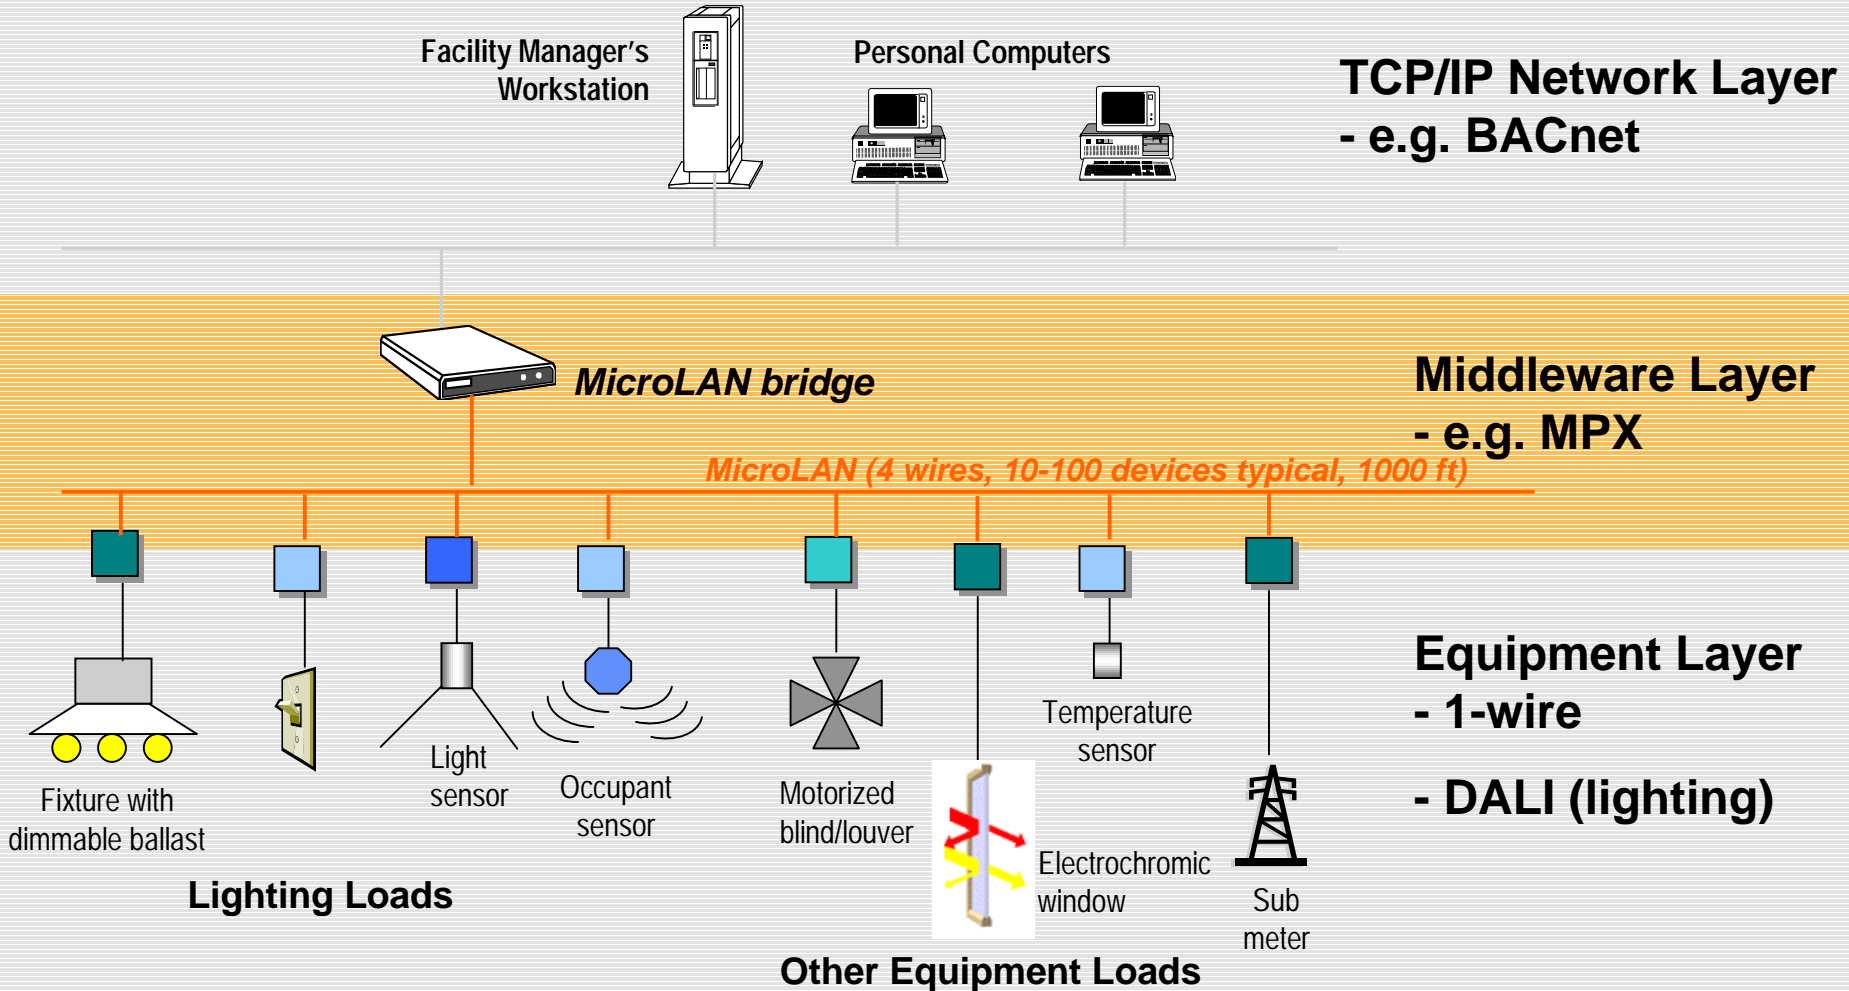 Facility Manager's
Workstation
Personal Computers
TCP/IP Network Layer
- e.g. BACnet
MicroLAN bridge
Middleware Layer
- e.g. MPX
MicroLAN (4 wires, 10-100 devices typical, 1000 ft)
Equipment Layer
- 1-wire
- DALI (lighting)
Fixture with
dimmable ballast
Light
sensor
Occupant
sensor
Motorized
blind/louver
Temperature
sensor
Electrochromic
window
Sub
meter
Lighting Loads
Other Equipment Loads